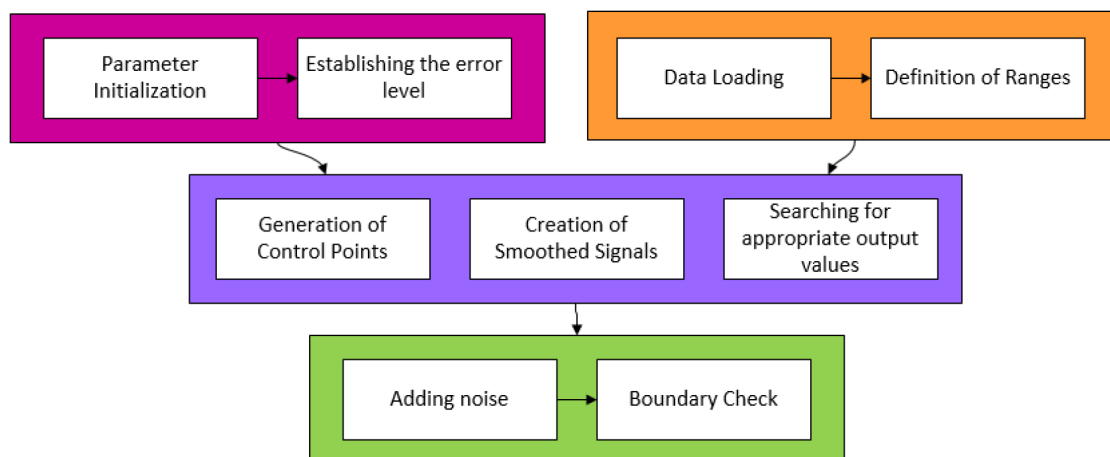 Parameter
Initialization
Establishing the error
level
Data Loading
Definition of Ranges
Generation of
Control Points
Creation of
Smoothed Signals
Searching for
appropriate output
values
Adding noise
Boundary Check